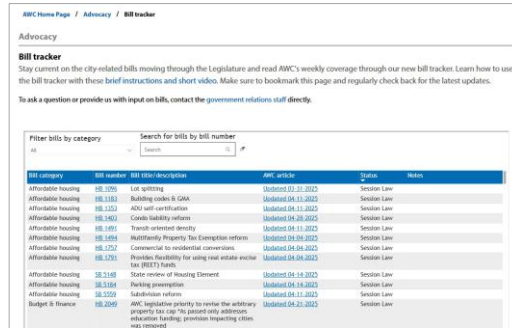 AWC Home Page / Advocacy / Bill tracker
Advocacy
Bill tracker
Stay current on the city-related bills moving through the Legislature and read AWC's weekly coverage through our new bill tracker. Learn how to use
the bill tracker with these brief instructions and short video. Make sure to bookmark this page and regularly check back for the latest updates.
To ask a question or provide us with input on bills, contact the government relations staff directly.
Filter bills by category Search for bills by bill number
All Search
Bill category Bill number Bill title/description AWC article Status Notes
Affordable housing HB 1096 Lot splitting Updated 03-31-2025 Session Law
Affordable housing HB 1183 Building codes & GMA Updated 04-11-2025 Session Law
Affordable housing HB 1353 ADU self-certification Updated 04-11-2025 Session Law
Affordable housing HB 1403 Condo liability reform Updated 04-28-2025 Session Law
Affordable housing HB 1491 Transit-oriented density Updated 04-11-2025 Session Law
Affordable housing HB 1494 Multifamily Property Tax Exemption reform Updated 04-04-2025 Session Law
Affordable housing HB 1757 Commercial to residential conversions Updated 04-04-2025 Session Law
Affordable housing HB 1791 Provides flexibility for using real estate excise Updated 04-04-2025 Session Law
tax (REET) funds
Affordable housing SB 5148 State review of Housing Element Updated 04-14-2025 Session Law
Affordable housing SB 5184 Parking preemption Updated 04-14-2025 Session Law
Affordable housing SB 5559 Subdivision reform Updated 04-11-2025 Session Law
Budget & finance HB 2049 AWC legislative priority to revise the arbitrary Updated 04-21-2025 Session Law
property tax cap *As passed only addresses
education funding; provision impacting cities
was removed